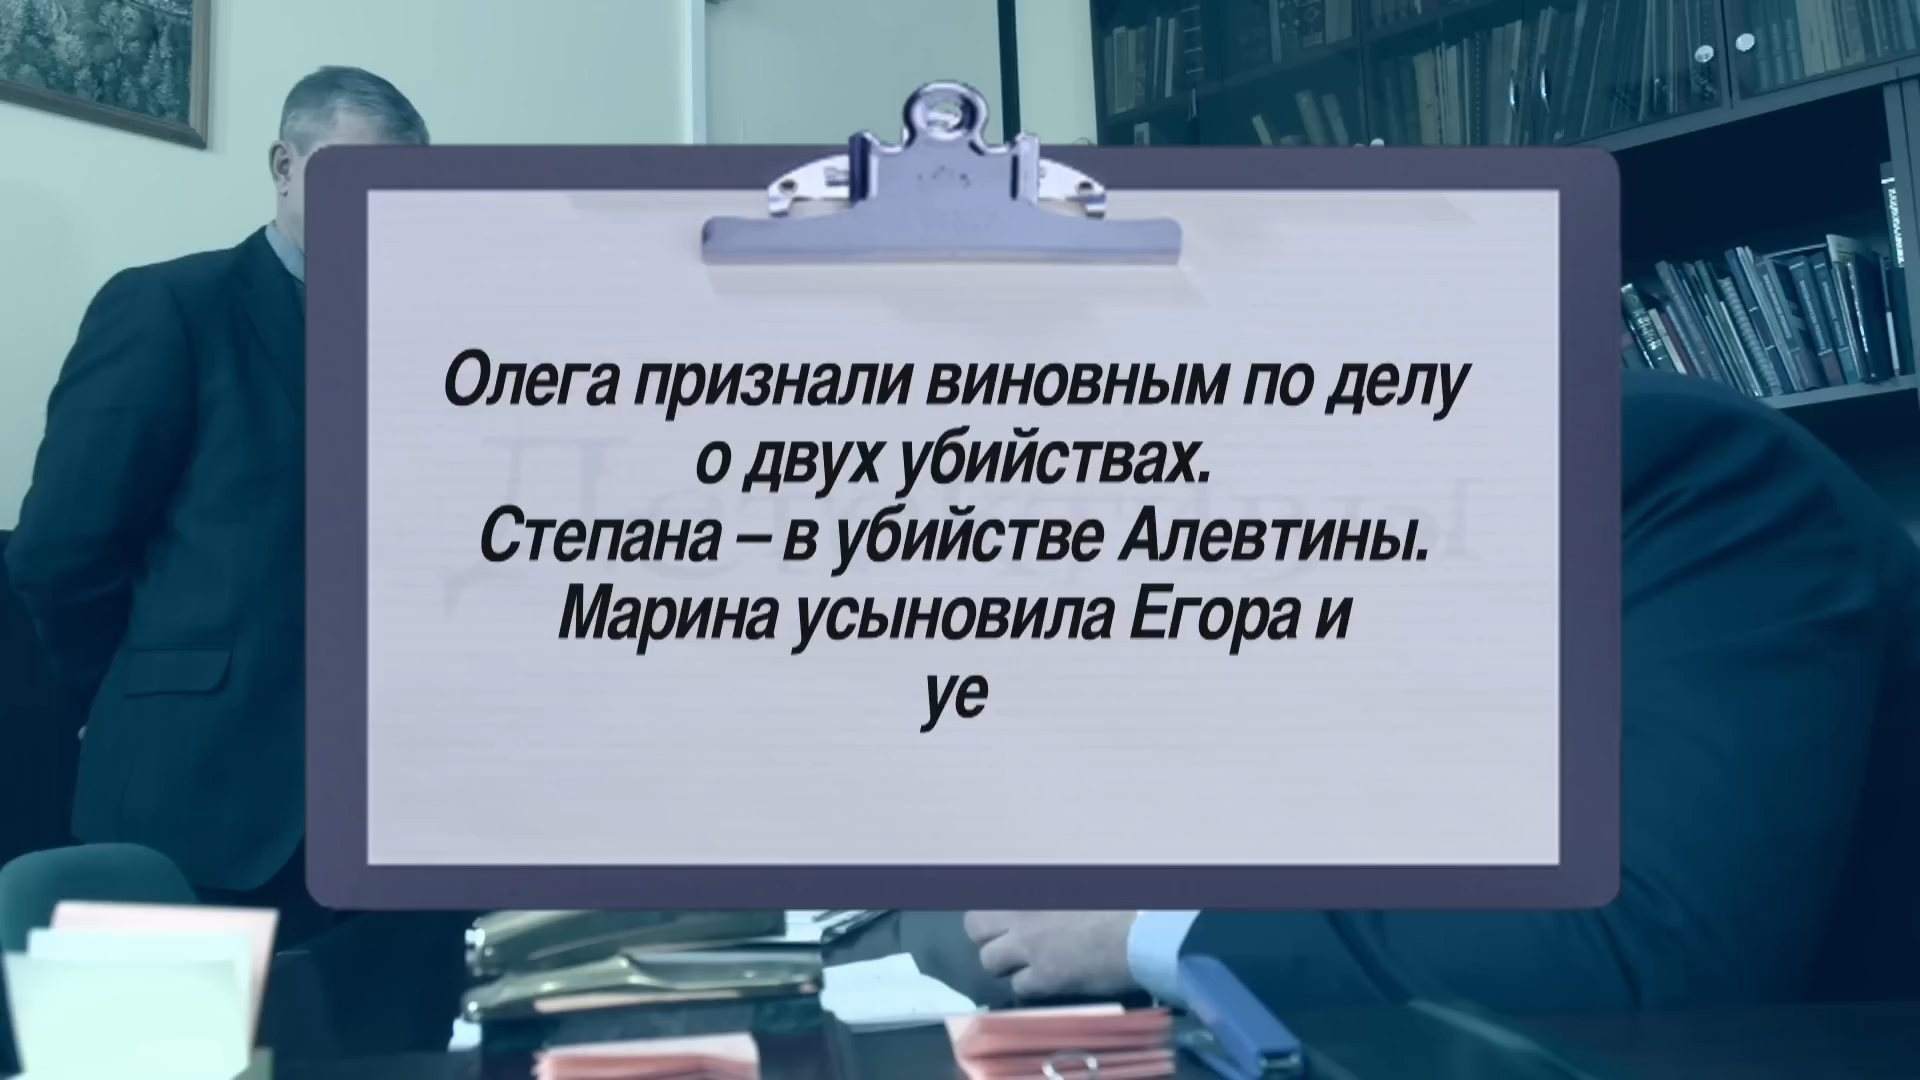 Олега признали виновным по делу
о двух убийствах.
Степана – в убийстве Алевтины.
Марина усыновила Егора и
уе